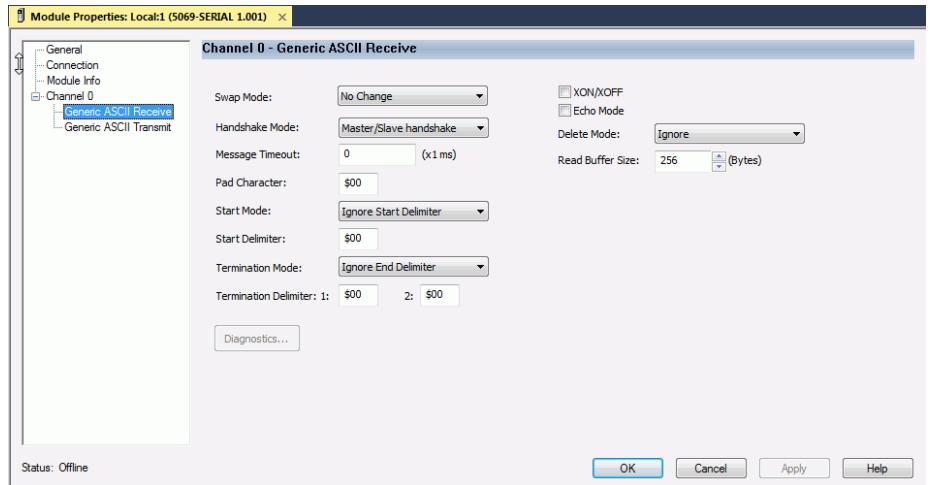 Module Properties: Local:1 (5069-SERIAL 1.001) ×
General
Connection
Module Info
Channel 0
Generic ASCII Receive
Generic ASCII Transmit
Channel 0 - Generic ASCII Receive
Swap Mode: No Change
Handshake Mode: Master/Slave handshake
Message Timeout: 0 (x1 ms)
Pad Character: $00
Start Mode: Ignore Start Delimiter
Start Delimiter: $00
Termination Mode: Ignore End Delimiter
Termination Delimiter: 1: $00 2: $00
Diagnostics...
XON/XOFF
Echo Mode
Delete Mode: Ignore
Read Buffer Size: 256 (Bytes)
Status: Offline
OK Cancel Apply Help